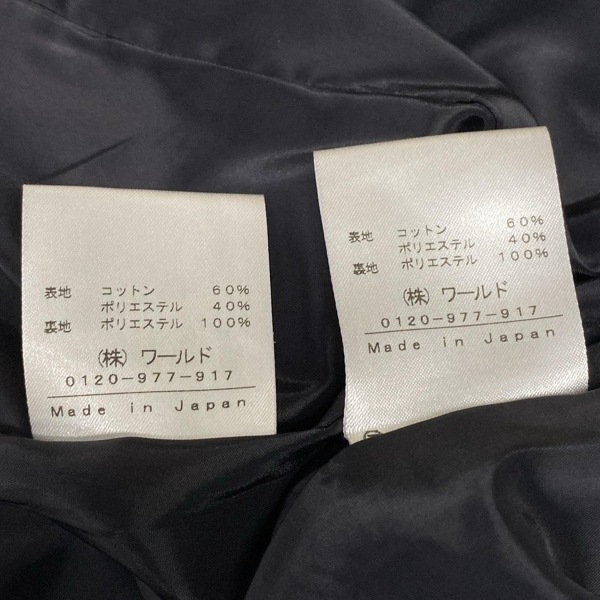 表地 コットン 60%
ポリエステル 40%
裏地 ポリエステル 100%
(株) ワールド
0120-977-917
Made in Japan
表地 コットン 60%
ポリエステル 40%
裏地 ポリエステル 100%
(株) ワールド
0120-977-917
Made in Japan